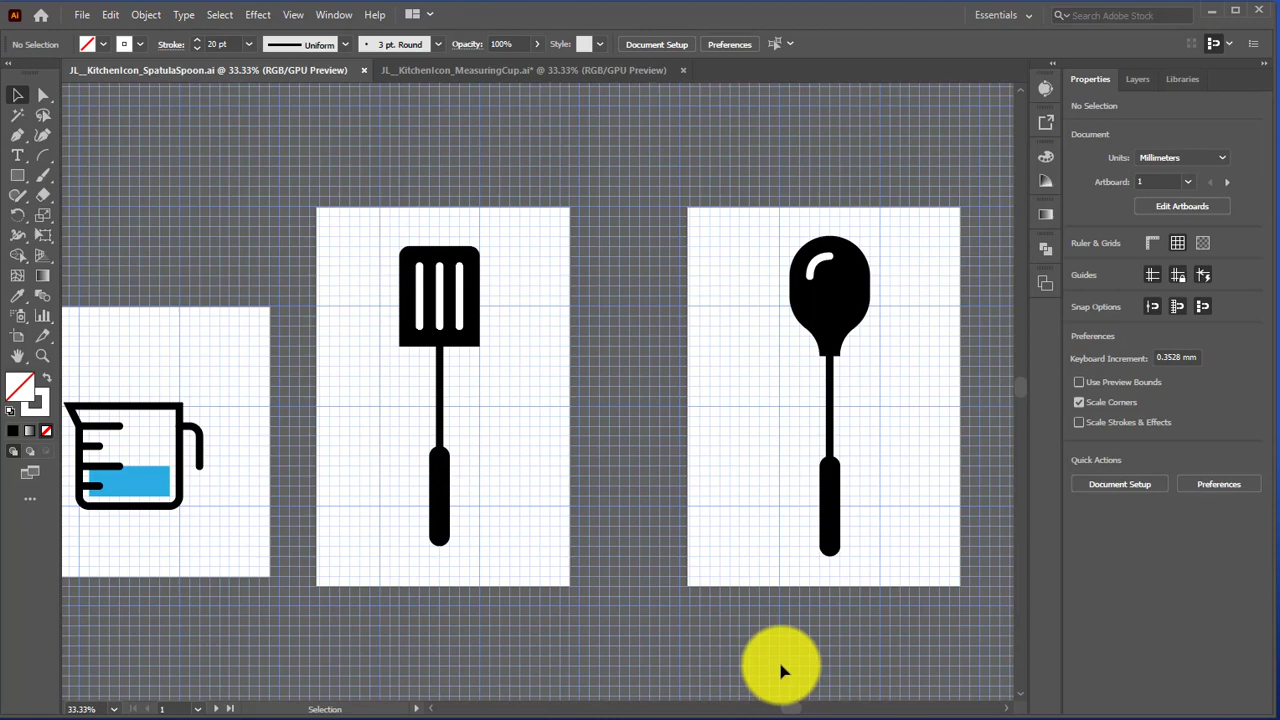 Ai File Edit Object Type Select Effect View Window Help Essentials Search Adobe Stock
No Selection Stroke: 20 pt Uniform 3 pt. Round Opacity: 100% Style: Document Setup Preferences
JL__KitchenIcon_SpatulaSpoon.ai @ 33.33% (RGB/GPU Preview) JL__KitchenIcon_MeasuringCup.ai* @ 33.33% (RGB/GPU Preview)
Properties Layers Libraries
No Selection
Document
Units: Millimeters
Artboard: 1
Edit Artboards
Ruler & Grids
Guides
Snap Options
Preferences
Keyboard Increment: 0.3528 mm
Use Preview Bounds
Scale Corners
Scale Strokes & Effects
Quick Actions
Document Setup Preferences
33.33% 1 Selection